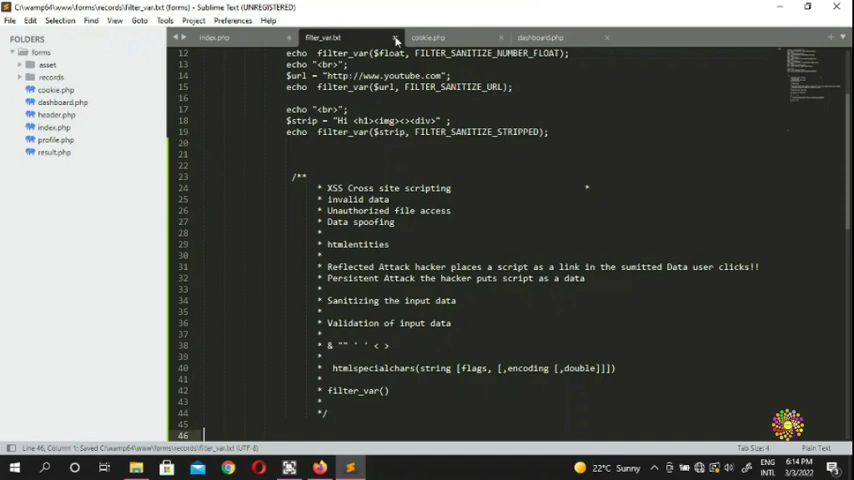 C:\wamp64\www\forms\records\filter_var.txt (forms) - Sublime Text (UNREGISTERED)
File Edit Selection Find View Goto Tools Project Preferences Help
FOLDERS
forms
asset
records
cookie.php
dashboard.php
header.php
index.php
profile.php
result.php
index.php filter_var.txt cookie.php dashboard.php
12 echo filter_var($float, FILTER_SANITIZE_NUMBER_FLOAT);
13 echo "<br>";
14 $url = "http://www.youtube.com";
15 echo filter_var($url, FILTER_SANITIZE_URL);
16
17 echo "<br>";
18 $strip = "Hi <h1><img><><div>" ;
19 echo filter_var($strip, FILTER_SANITIZE_STRIPPED);
20
21
22
23 /**
24 * XSS Cross site scripting *
25 * invalid data
26 * Unauthorized file access
27 * Data spoofing
28 *
29 * htmlentities
30 *
31 * Reflected Attack hacker places a script as a link in the sumitted Data user clicks!!
32 * Persistent Attack the hacker puts script as a data
33 *
34 * Sanitizing the input data
35 *
36 * Validation of input data
37 *
38 * & "" ' ' < >
39 *
40 * htmlspecialchars(string [flags, [,encoding [,double]]])
41 *
42 * filter_var()
43 *
44 */
45
46
Line 46, Column 1; Saved C:\wamp64\www\forms\records\filter_var.txt (UTF-8) Tab Size: 4 Plain Text
22°C Sunny
ENG
INTL
6:14 PM
3/3/2022
3